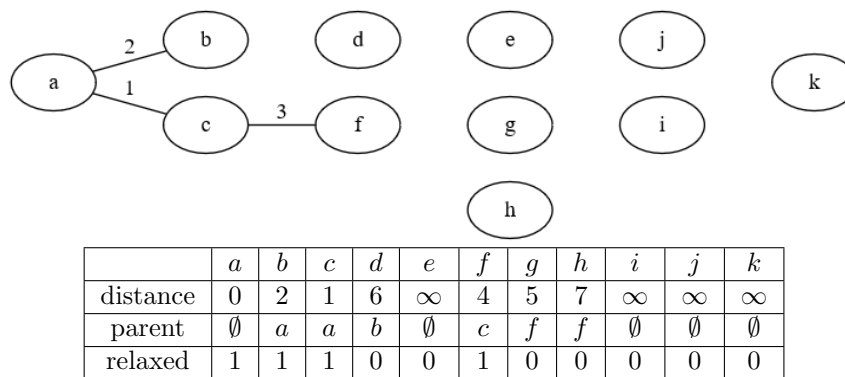 b d e j
2
a k
1
c 3 f g i
h
a b c d e f g h i j k
distance 0 2 1 6 ∞ 4 5 7 ∞ ∞ ∞
parent ∅ a a b ∅ c f f ∅ ∅ ∅
relaxed 1 1 1 0 0 1 0 0 0 0 0